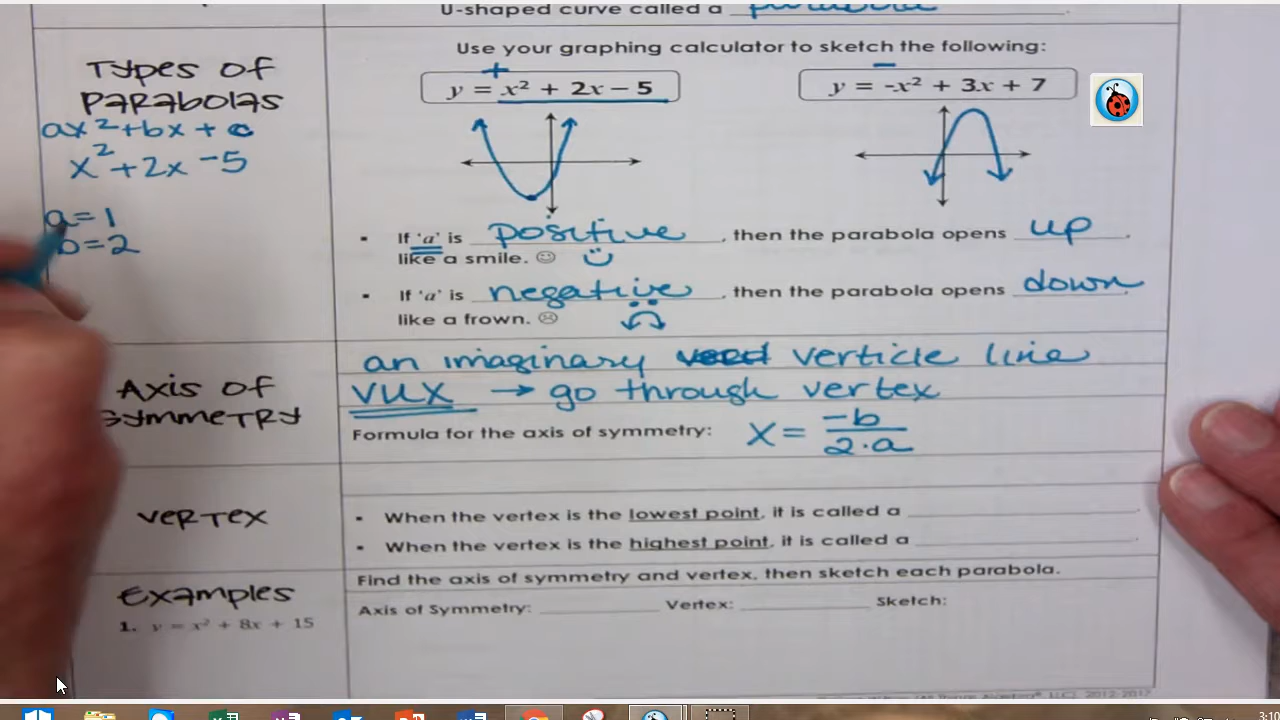 U-shaped curve called a parabola.
Types of
Parabolas
ax²+bx + c
x²+2x -5
a=1
b=2
Use your graphing calculator to sketch the following:
+
y = x² + 2x – 5
–
y = -x² + 3x + 7
▪ If 'a' is positive, then the parabola opens up.
like a smile. ☺
▪ If 'a' is negative, then the parabola opens down.
like a frown. ☹
Axis of
Symmetry
an imaginary verticle line
VUX → go through vertex
Formula for the axis of symmetry: X = -b / 2·a
Vertex
▪ When the vertex is the lowest point, it is called a
▪ When the vertex is the highest point, it is called a
Examples
1. y = x² + 8x + 15
Find the axis of symmetry and vertex, then sketch each parabola.
Axis of Symmetry: Vertex: Sketch:
3:10